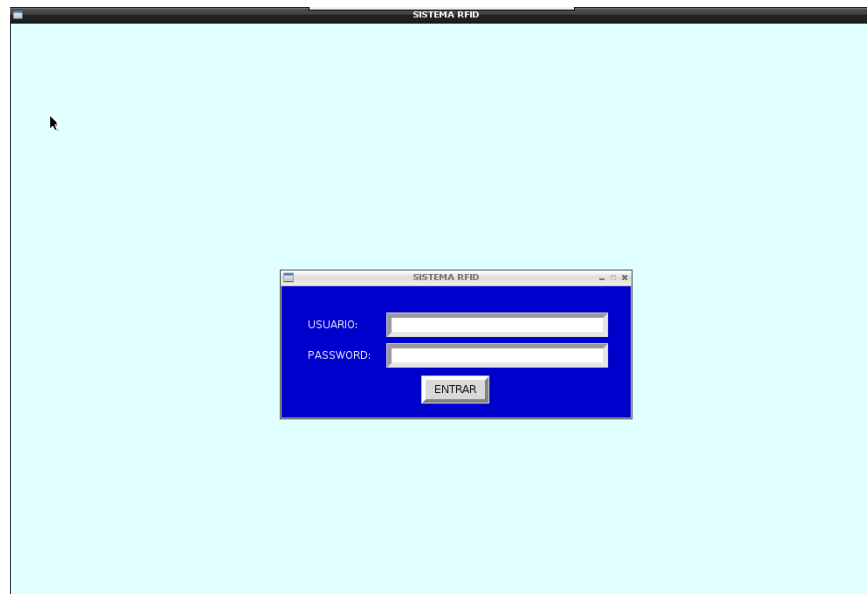 SISTEMA RFID
SISTEMA RFID
USUARIO:
PASSWORD:
ENTRAR